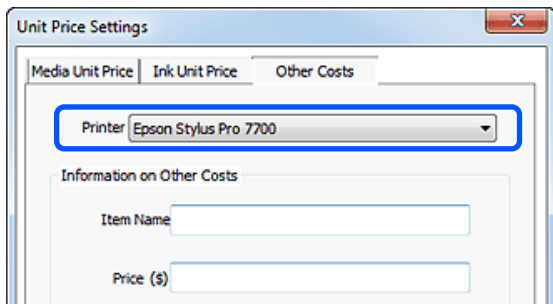 Unit Price Settings
Media Unit Price Ink Unit Price Other Costs
Printer Epson Stylus Pro 7700
Information on Other Costs
Item Name
Price ($)